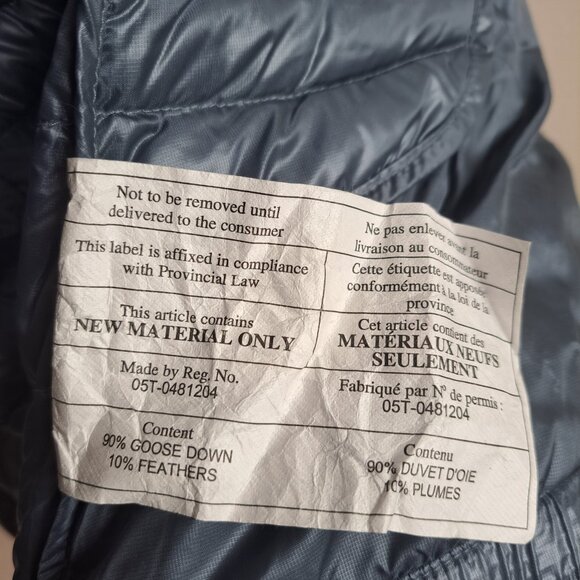 Not to be removed until
delivered to the consumer
Ne pas enlever avant la
livraison au consommateur
This label is affixed in compliance
with Provincial Law
Cette étiquette est apposée
conformément à la loi de la
province
This article contains
NEW MATERIAL ONLY
Cet article contient des
MATÉRIAUX NEUFS
SEULEMENT
Made by Reg. No.
05T-0481204
Fabriqué par N° de permis :
05T-0481204
Content
90% GOOSE DOWN
10% FEATHERS
Contenu
90% DUVET D'OIE
10% PLUMES